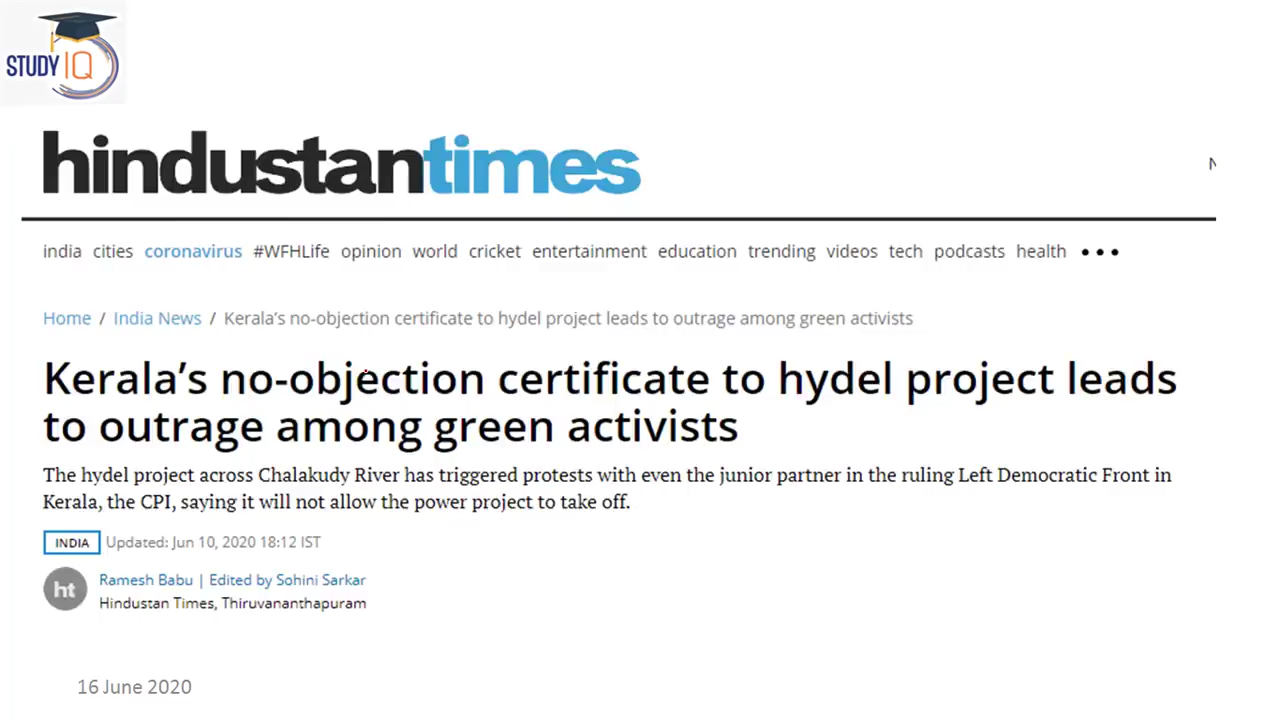 STUDY IQ
hindustantimes
N
india cities coronavirus #WFHLife opinion world cricket entertainment education trending videos tech podcasts health •••
Home / India News / Kerala’s no-objection certificate to hydel project leads to outrage among green activists
Kerala’s no-objection certificate to hydel project leads
to outrage among green activists
The hydel project across Chalakudy River has triggered protests with even the junior partner in the ruling Left Democratic Front in
Kerala, the CPI, saying it will not allow the power project to take off.
INDIA Updated: Jun 10, 2020 18:12 IST
ht Ramesh Babu | Edited by Sohini Sarkar
Hindustan Times, Thiruvananthapuram
16 June 2020